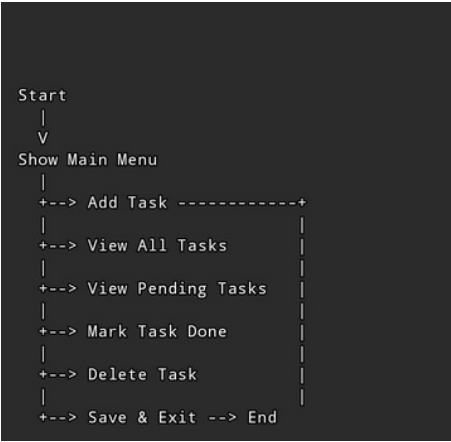 Start
  |
  V
Show Main Menu
  |
  +--> Add Task ------------+
  |                         |
  +--> View All Tasks       |
  |                         |
  +--> View Pending Tasks   |
  |                         |
  +--> Mark Task Done       |
  |                         |
  +--> Delete Task          |
  |                         |
  +--> Save & Exit --> End